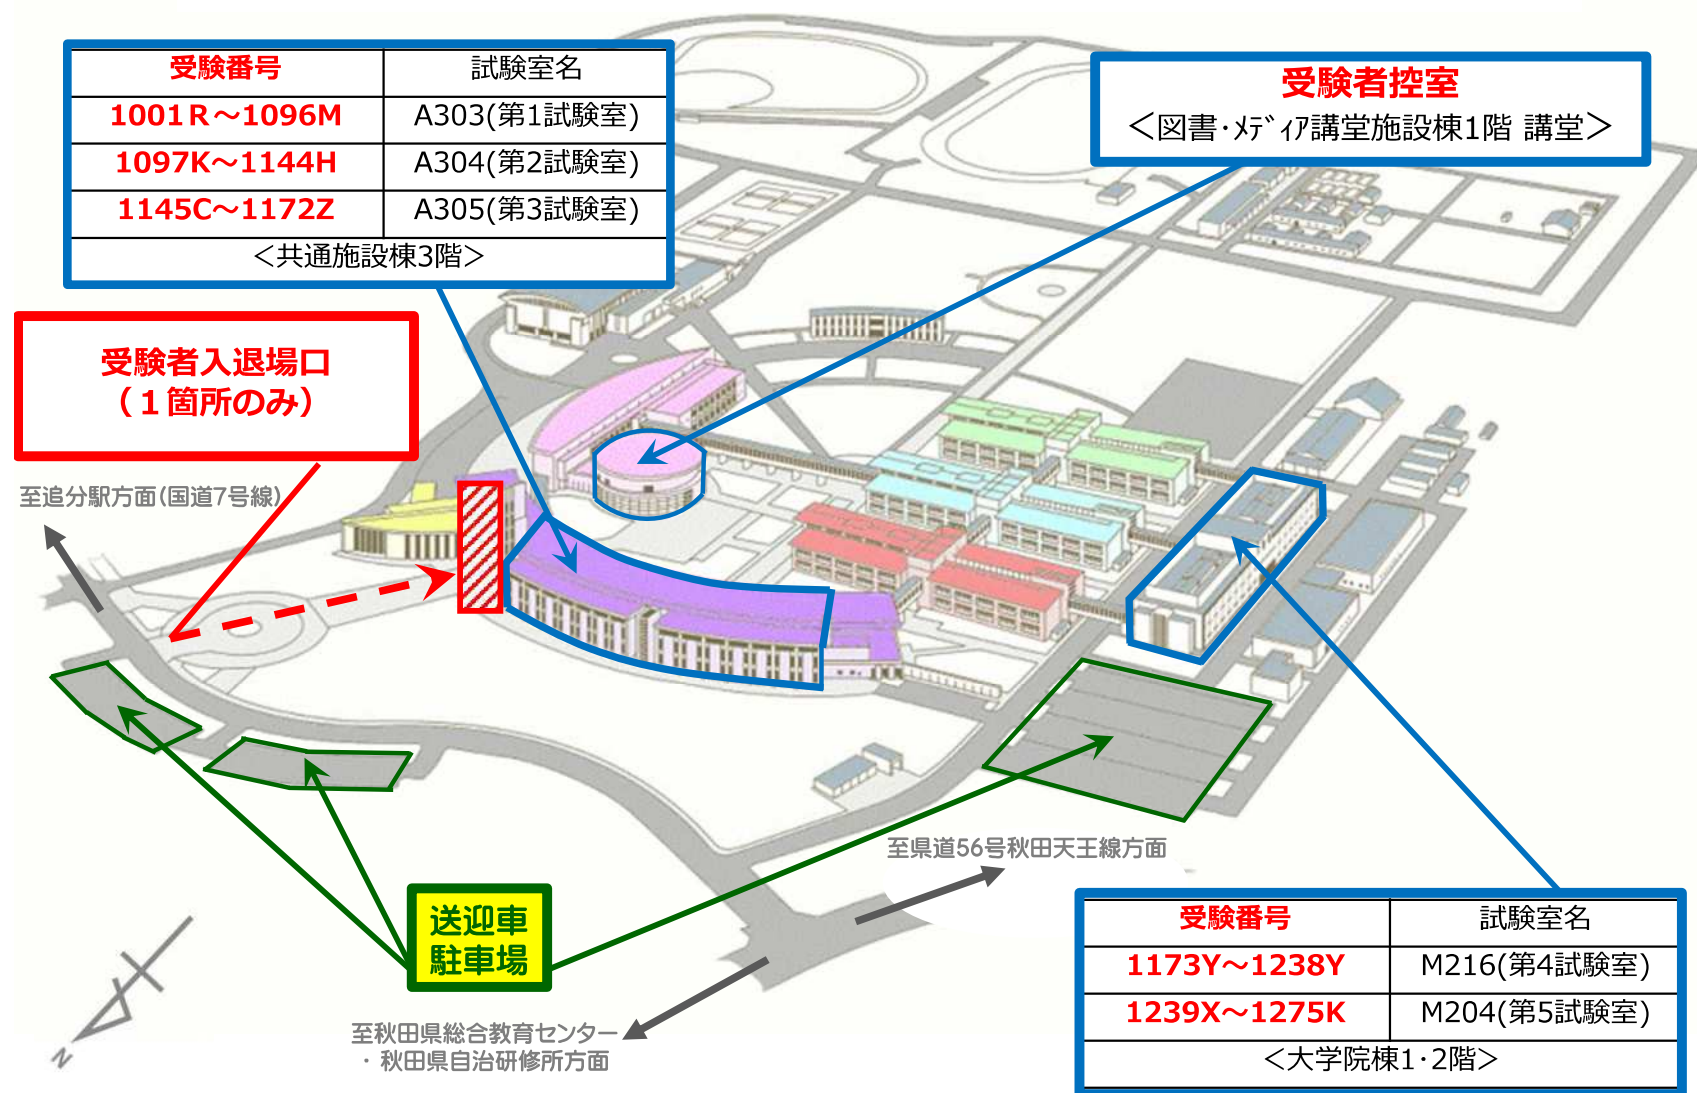 受験番号 試験室名
1001R～1096M A303(第1試験室)
1097K～1144H A304(第2試験室)
1145C～1172Z A305(第3試験室)
＜共通施設棟3階＞
受験者控室
＜図書・ﾒﾃﾞｨｱ講堂施設棟1階 講堂＞
受験者入退場口
（１箇所のみ）
至追分駅方面(国道7号線)
至県道56号秋田天王線方面
送迎車
駐車場
受験番号 試験室名
1173Y～1238Y M216(第4試験室)
1239X～1275K M204(第5試験室)
＜大学院棟1･2階＞
至秋田県総合教育センター
・秋田県自治研修所方面
N